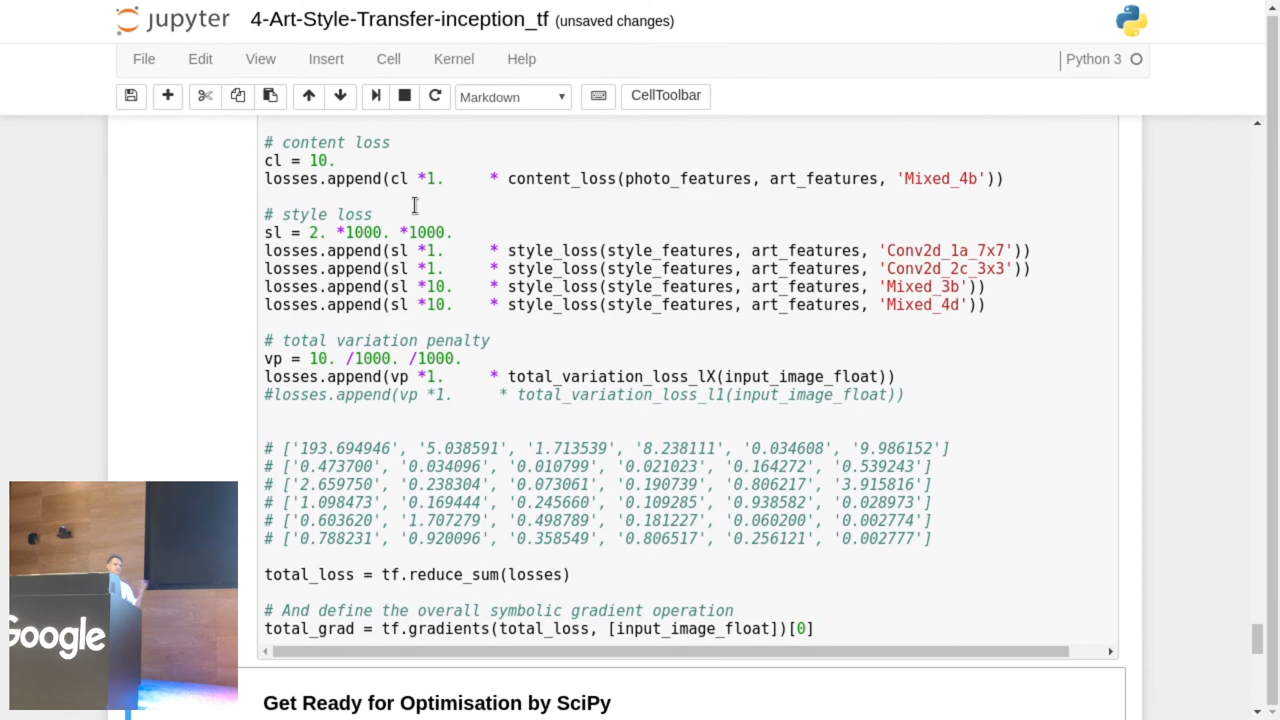 jupyter 4-Art-Style-Transfer-inception_tf (unsaved changes)
File Edit View Insert Cell Kernel Help Python 3
Markdown CellToolbar
# content loss
cl = 10.
losses.append(cl *1.     * content_loss(photo_features, art_features, 'Mixed_4b'))
# style loss
sl = 2. *1000. *1000.
losses.append(sl *1.     * style_loss(style_features, art_features, 'Conv2d_1a_7x7'))
losses.append(sl *1.     * style_loss(style_features, art_features, 'Conv2d_2c_3x3'))
losses.append(sl *10.    * style_loss(style_features, art_features, 'Mixed_3b'))
losses.append(sl *10.    * style_loss(style_features, art_features, 'Mixed_4d'))
# total variation penalty
vp = 10. /1000. /1000.
losses.append(vp *1.     * total_variation_loss_lX(input_image_float))
#losses.append(vp *1.     * total_variation_loss_l1(input_image_float))
# ['193.694946', '5.038591', '1.713539', '8.238111', '0.034608', '9.986152']
# ['0.473700', '0.034096', '0.010799', '0.021023', '0.164272', '0.539243']
# ['2.659750', '0.238304', '0.073061', '0.190739', '0.806217', '3.915816']
# ['1.098473', '0.169444', '0.245660', '0.109285', '0.938582', '0.028973']
# ['0.603620', '1.707279', '0.498789', '0.181227', '0.060200', '0.002774']
# ['0.788231', '0.920096', '0.358549', '0.806517', '0.256121', '0.002777']
total_loss = tf.reduce_sum(losses)
# And define the overall symbolic gradient operation
total_grad = tf.gradients(total_loss, [input_image_float])[0]
Google
Get Ready for Optimisation by SciPy